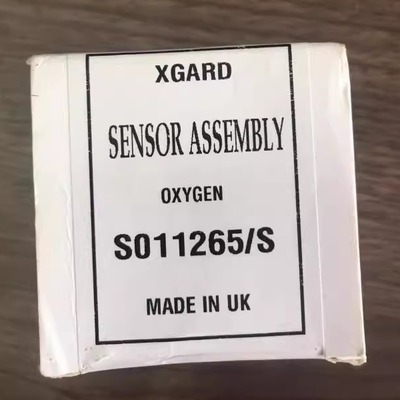 XGARD
SENSOR ASSEMBLY
OXYGEN
S011265/S
MADE IN UK